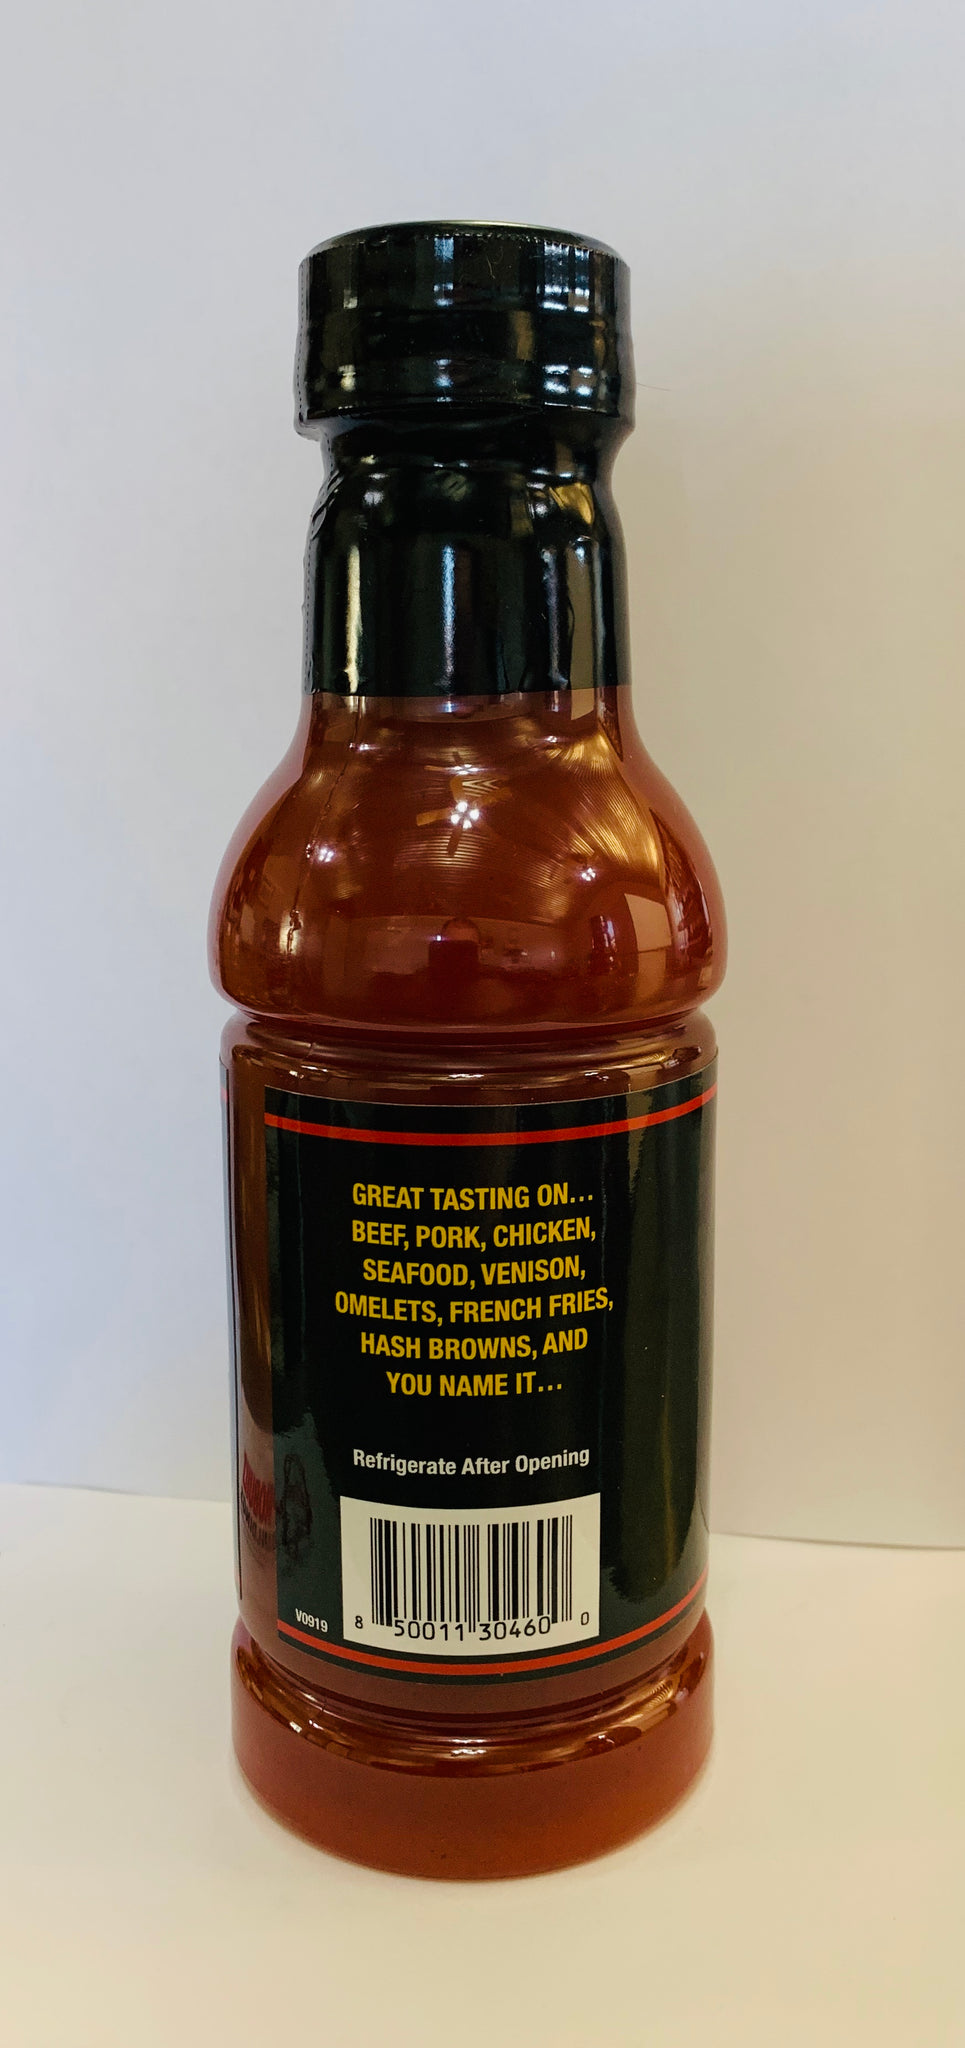 GREAT TASTING ON...
BEEF, PORK, CHICKEN,
SEAFOOD, VENISON,
OMELETS, FRENCH FRIES,
HASH BROWNS, AND
YOU NAME IT...
Refrigerate After Opening
V0919
8 50011 30460 0